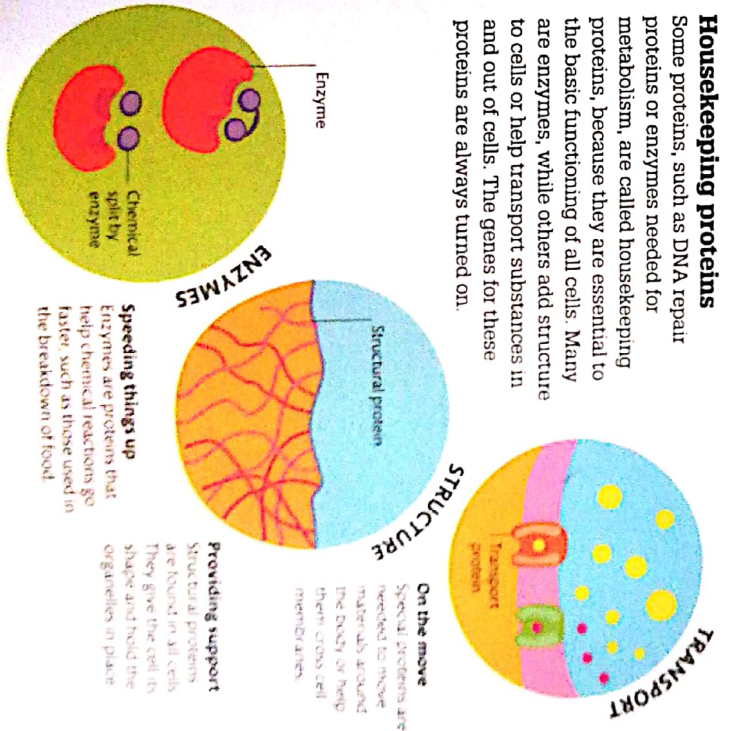 Housekeeping proteins
Some proteins, such as DNA repair
proteins or enzymes needed for
metabolism, are called housekeeping
proteins, because they are essential to
the basic functioning of all cells. Many
are enzymes, while others add structure
to cells or help transport substances in
and out of cells. The genes for these
proteins are always turned on.
Enzyme
Chemical
split by
enzyme
ENZYMES
Speeding things up
Enzymes are proteins that
help chemical reactions go
faster, such as those used in
the breakdown of food.
Structural protein
STRUCTURE
Providing support
Structural proteins
are found in all cells
They give the cell its
shape and hold the
organelles in place
Transport
protein
TRANSPORT
On the move
Special proteins are
needed to move
materials around
the body or help
them cross cell
membranes.